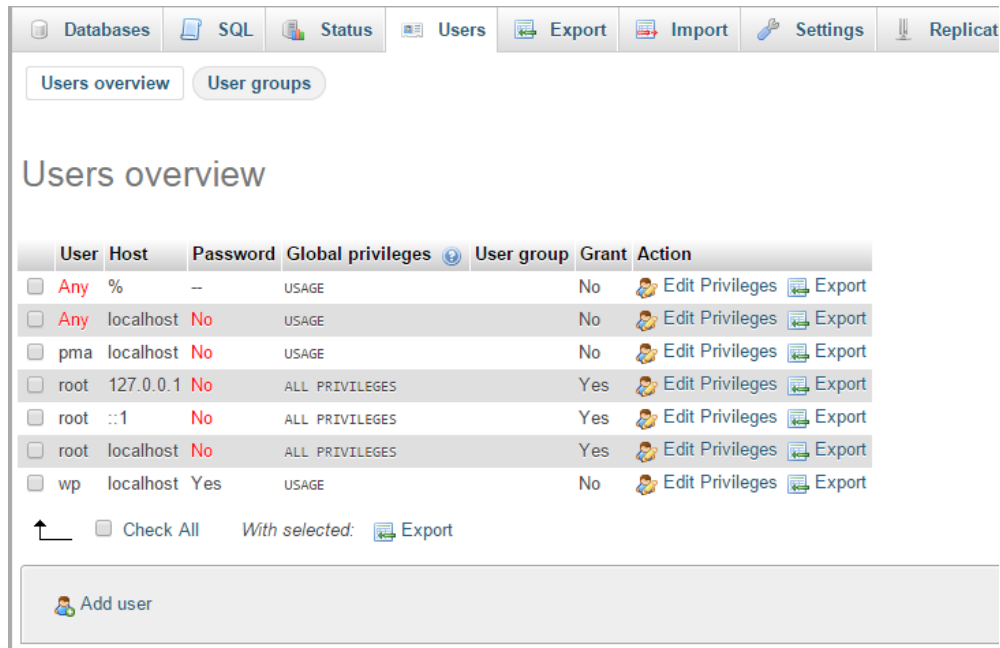 Databases SQL Status Users Export Import Settings Replicat
Users overview User groups
Users overview
User Host Password Global privileges User group Grant Action
Any % -- USAGE No Edit Privileges Export
Any localhost No USAGE No Edit Privileges Export
pma localhost No USAGE No Edit Privileges Export
root 127.0.0.1 No ALL PRIVILEGES Yes Edit Privileges Export
root ::1 No ALL PRIVILEGES Yes Edit Privileges Export
root localhost No ALL PRIVILEGES Yes Edit Privileges Export
wp localhost Yes USAGE No Edit Privileges Export
Check All With selected: Export
Add user